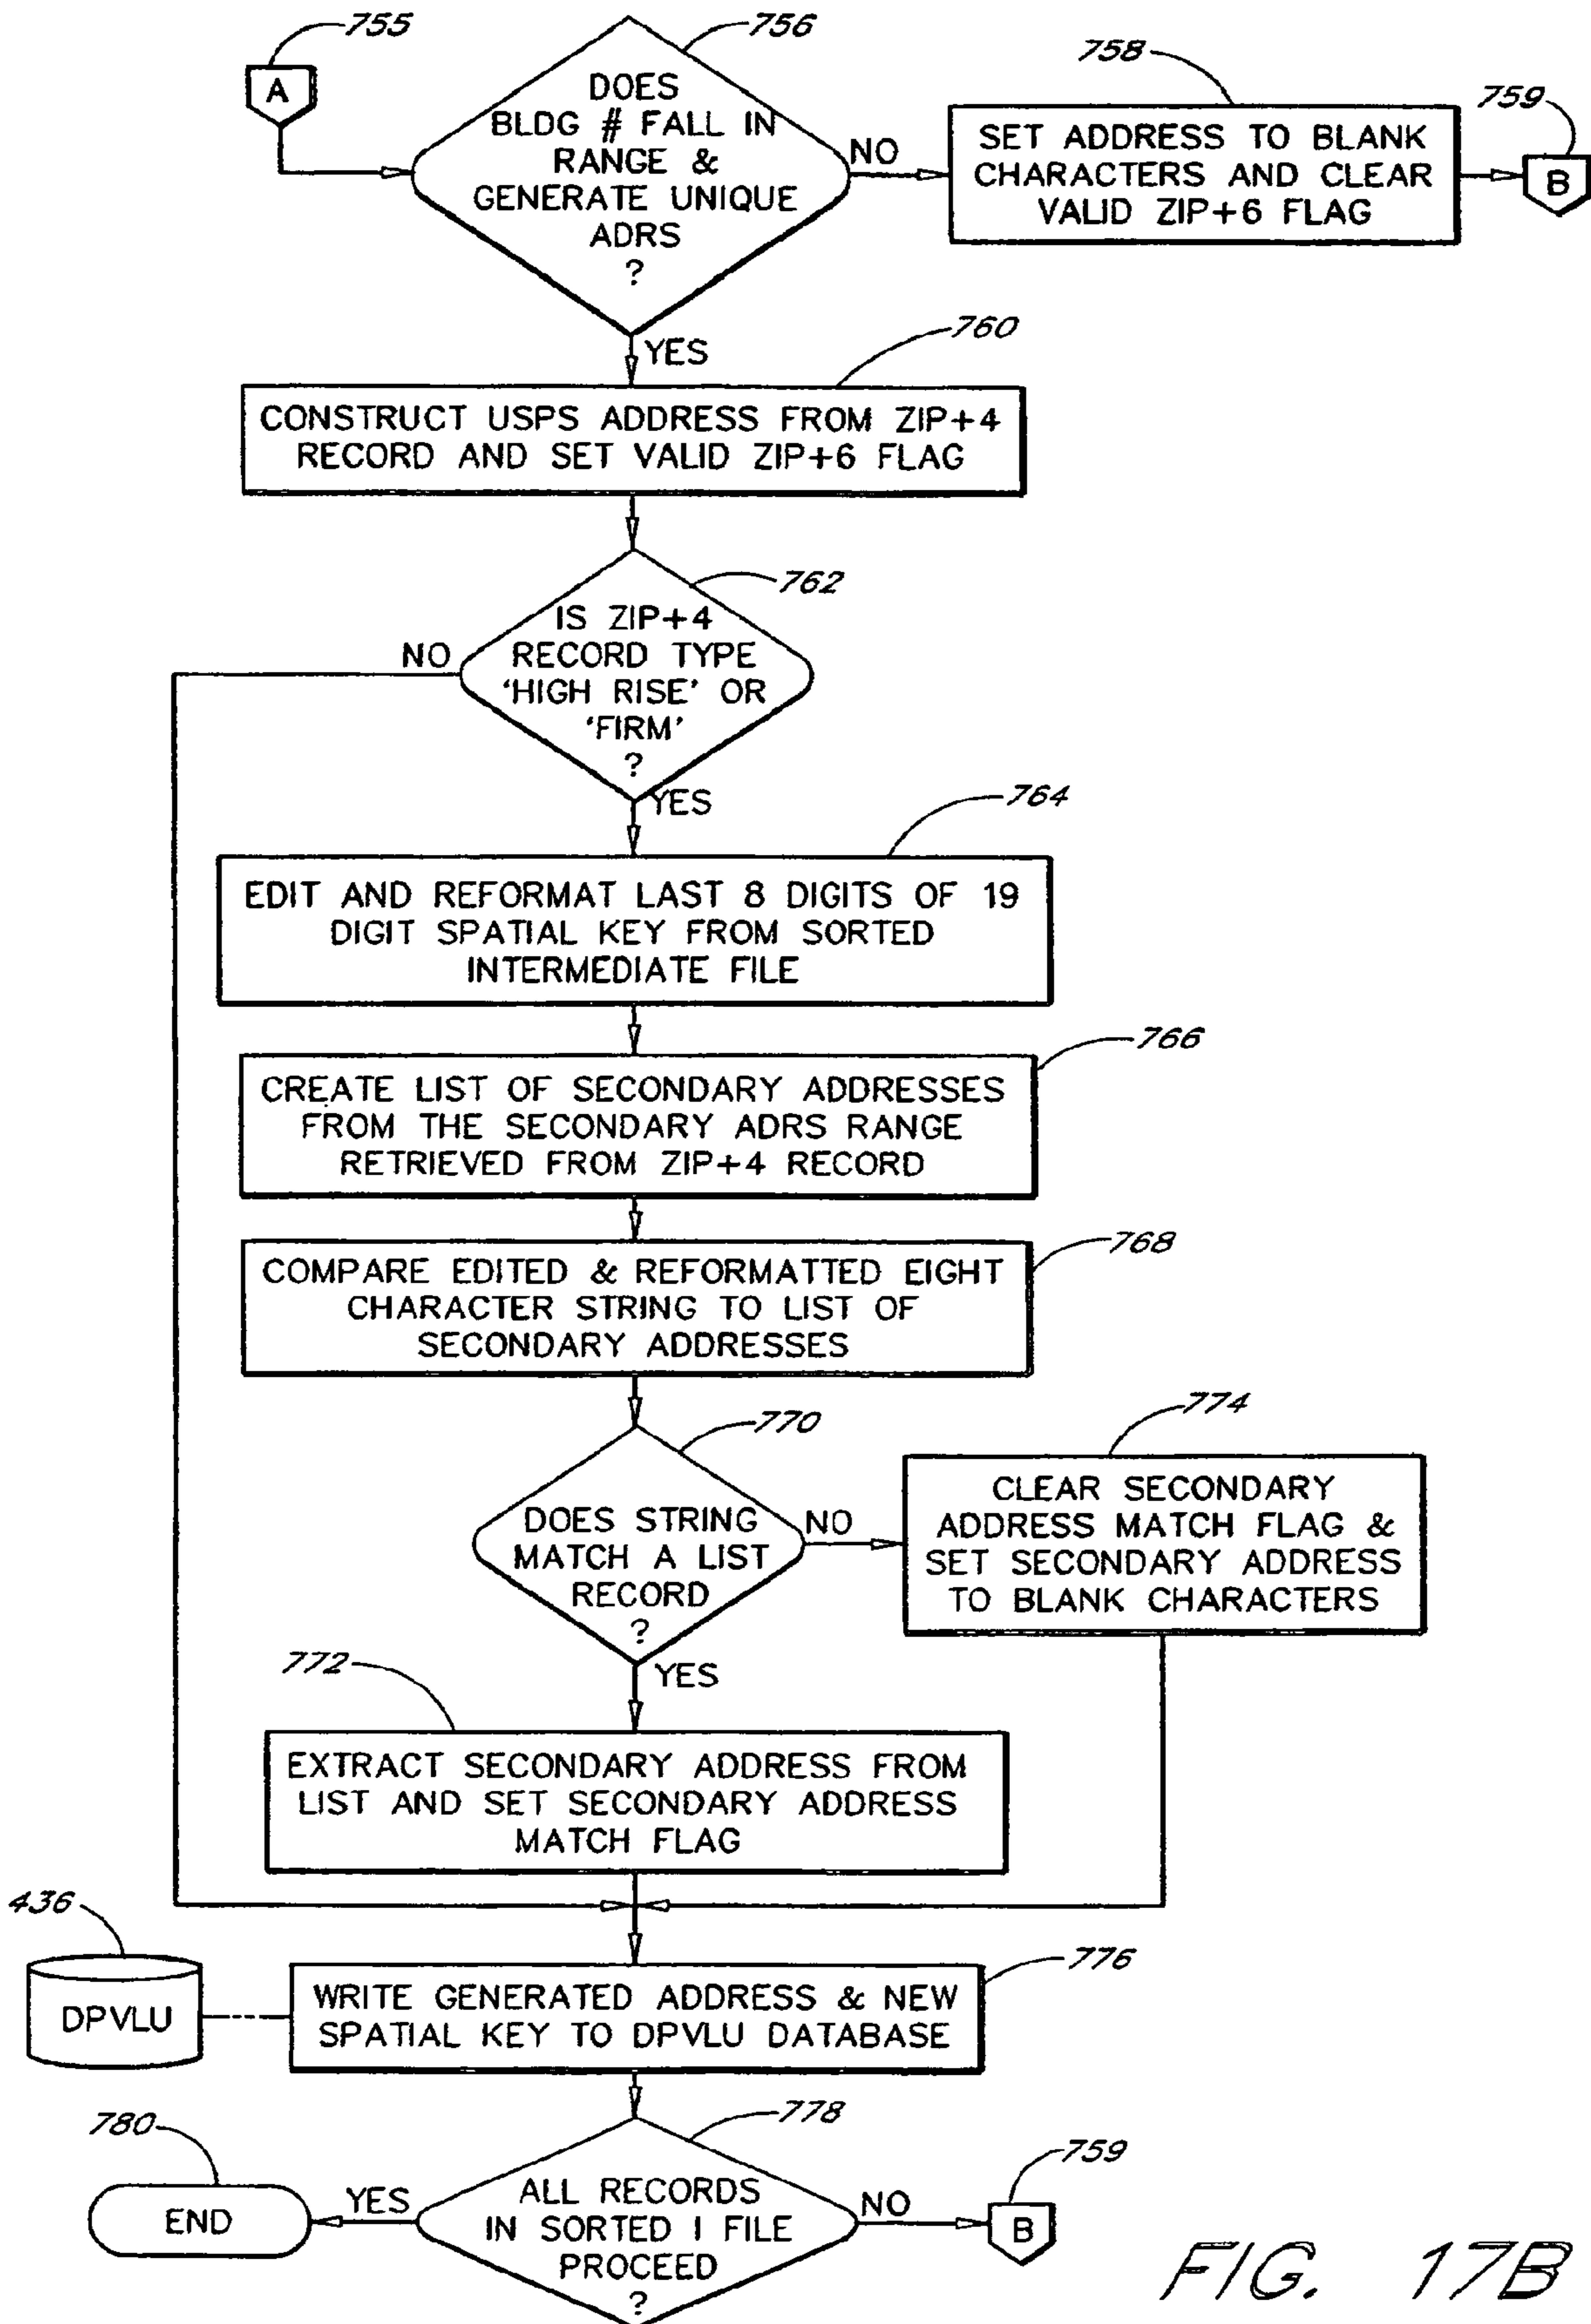 755
A
756
DOES
BLDG # FALL IN
RANGE &
GENERATE UNIQUE
ADRS
?
NO
758
SET ADDRESS TO BLANK
CHARACTERS AND CLEAR
VALID ZIP+6 FLAG
759
B
YES
760
CONSTRUCT USPS ADDRESS FROM ZIP+4
RECORD AND SET VALID ZIP+6 FLAG
762
IS ZIP+4
RECORD TYPE
'HIGH RISE' OR
'FIRM'
?
NO
YES
764
EDIT AND REFORMAT LAST 8 DIGITS OF 19
DIGIT SPATIAL KEY FROM SORTED
INTERMEDIATE FILE
766
CREATE LIST OF SECONDARY ADDRESSES
FROM THE SECONDARY ADRS RANGE
RETRIEVED FROM ZIP+4 RECORD
768
COMPARE EDITED & REFORMATTED EIGHT
CHARACTER STRING TO LIST OF
SECONDARY ADDRESSES
770
DOES STRING
MATCH A LIST
RECORD
?
NO
774
CLEAR SECONDARY
ADDRESS MATCH FLAG &
SET SECONDARY ADDRESS
TO BLANK CHARACTERS
YES
772
EXTRACT SECONDARY ADDRESS FROM
LIST AND SET SECONDARY ADDRESS
MATCH FLAG
436
DPVLU
776
WRITE GENERATED ADDRESS & NEW
SPATIAL KEY TO DPVLU DATABASE
778
ALL RECORDS
IN SORTED I FILE
PROCEED
?
YES
780
END
NO
759
B
FIG. 17B